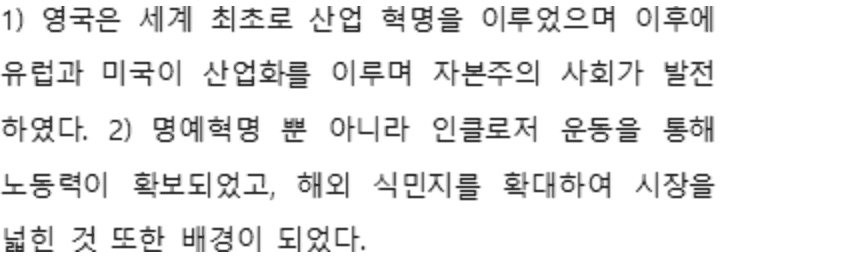 1) 영국은 세계 최초로 산업 혁명을 이루었으며 이후에
유럽과 미국이 산업화를 이루며 자본주의 사회가 발전
하였다. 2) 명예혁명 뿐 아니라 인클로저 운동을 통해
노동력이 확보되었고, 해외 식민지를 확대하여 시장을
넓힌 것 또한 배경이 되었다.